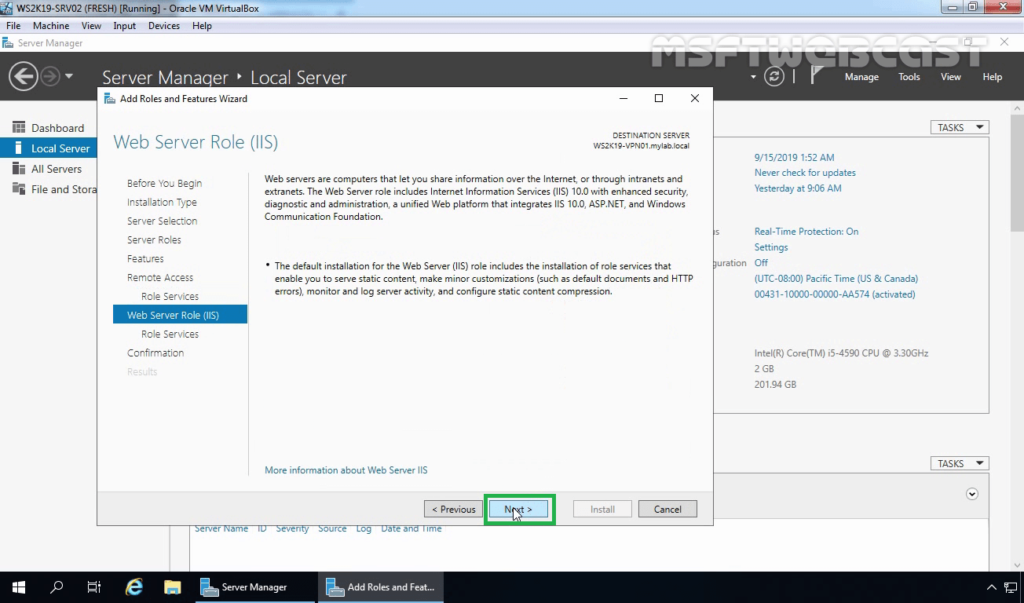 WS2K19-SRV02 (FRESH) [Running] - Oracle VM VirtualBox
File Machine View Input Devices Help
Server Manager
MSFTWEBCAST
Server Manager ‣ Local Server
Manage Tools View Help
Dashboard
Local Server
All Servers
File and Stora
Add Roles and Features Wizard
Web Server Role (IIS)
DESTINATION SERVER
WS2K19-VPN01.mylab.local
Before You Begin
Installation Type
Server Selection
Server Roles
Features
Remote Access
Role Services
Web Server Role (IIS)
Role Services
Confirmation
Results
Web servers are computers that let you share information over the Internet, or through intranets and
extranets. The Web Server role includes Internet Information Services (IIS) 10.0 with enhanced security,
diagnostic and administration, a unified Web platform that integrates IIS 10.0, ASP.NET, and Windows
Communication Foundation.
• The default installation for the Web Server (IIS) role includes the installation of role services that
enable you to serve static content, make minor customizations (such as default documents and HTTP
errors), monitor and log server activity, and configure static content compression.
More information about Web Server IIS
< Previous Next > Install Cancel
TASKS
9/15/2019 1:52 AM
Never check for updates
Yesterday at 9:06 AM
Real-Time Protection: On
Settings
guration Off
(UTC-08:00) Pacific Time (US & Canada)
00431-10000-00000-AA574 (activated)
Intel(R) Core(TM) i5-4590 CPU @ 3.30GHz
2 GB
201.94 GB
TASKS
Server Name ID Severity Source Log Date and Time
Server Manager
Add Roles and Feat...